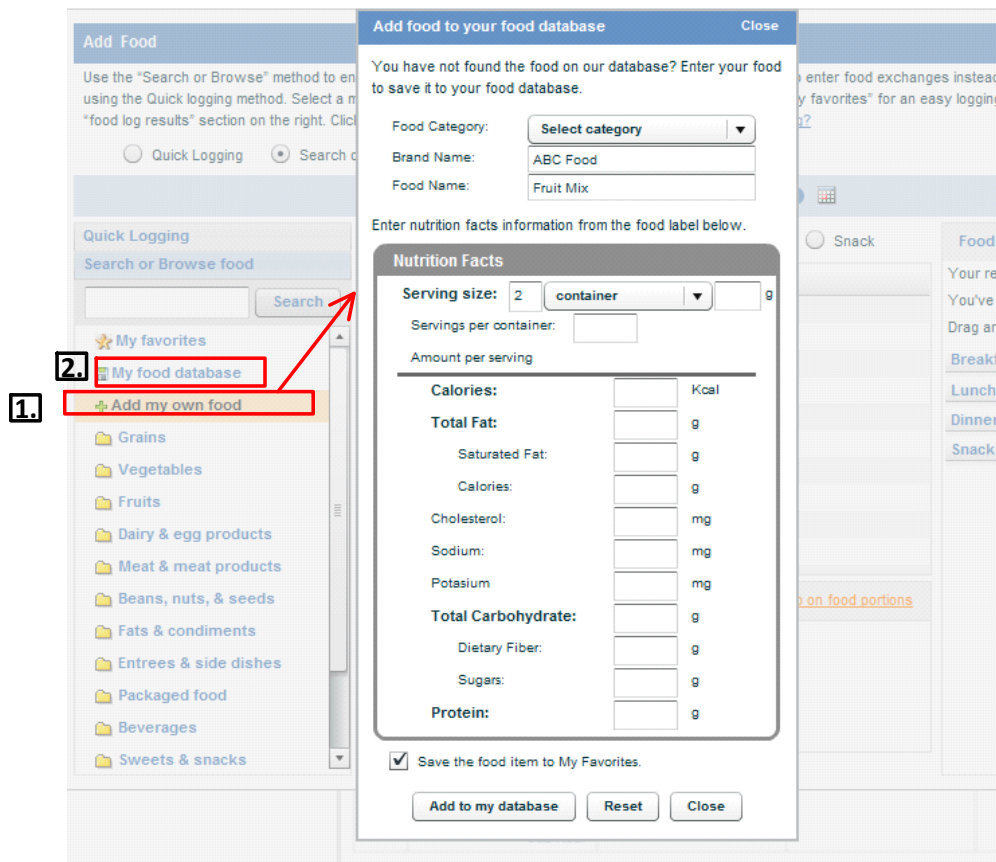 Add Food
Use the "Search or Browse" method to en
using the Quick logging method. Select a m
"food log results" section on the right. Clic
Quick Logging
Search
Quick Logging
Search or Browse food
Search
My favorites
2.
My food database
1.
Add my own food
Grains
Vegetables
Fruits
Dairy & egg products
Meat & meat products
Beans, nuts, & seeds
Fats & condiments
Entrees & side dishes
Packaged food
Beverages
Sweets & snacks
Add food to your food database Close
You have not found the food on our database? Enter your food
to save it to your food database.
Food Category: Select category
Brand Name: ABC Food
Food Name: Fruit Mix
Enter nutrition facts information from the food label below.
Nutrition Facts
Serving size: 2 container g
Servings per container:
Amount per serving
Calories: Kcal
Total Fat: g
Saturated Fat: g
Calories: g
Cholesterol: mg
Sodium: mg
Potasium mg
Total Carbohydrate: g
Dietary Fiber: g
Sugars: g
Protein: g
Save the food item to My Favorites.
Add to my database Reset Close
enter food exchanges instead
y favorites" for an easy logging
g?
Snack
Food
Your re
You've
Drag an
Breakf
Lunch
Dinner
Snack
on food portions